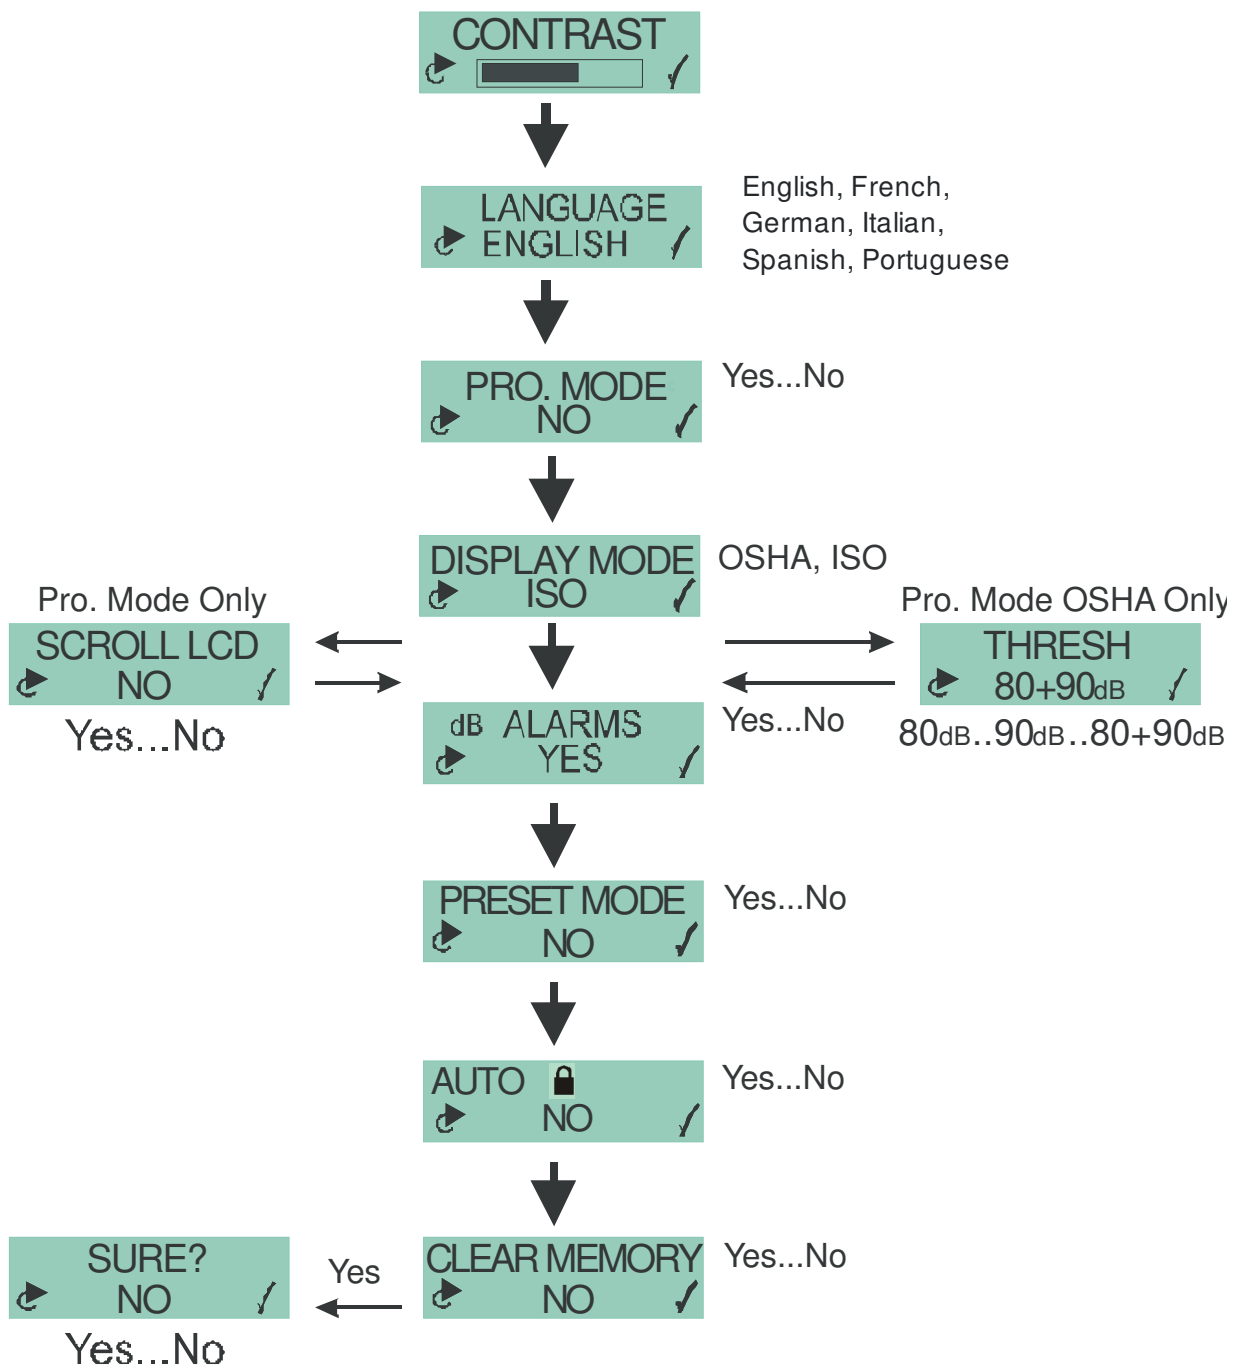 CONTRAST
LANGUAGE
ENGLISH
English, French,
German, Italian,
Spanish, Portuguese
PRO. MODE
NO
Yes...No
DISPLAY MODE
ISO
OSHA, ISO
Pro. Mode Only
SCROLL LCD
NO
Yes...No
Pro. Mode OSHA Only
THRESH
80+90dB
80dB..90dB..80+90dB
dB ALARMS
YES
Yes...No
PRESET MODE
NO
Yes...No
AUTO
NO
Yes...No
CLEAR MEMORY
NO
Yes...No
Yes
SURE?
NO
Yes...No